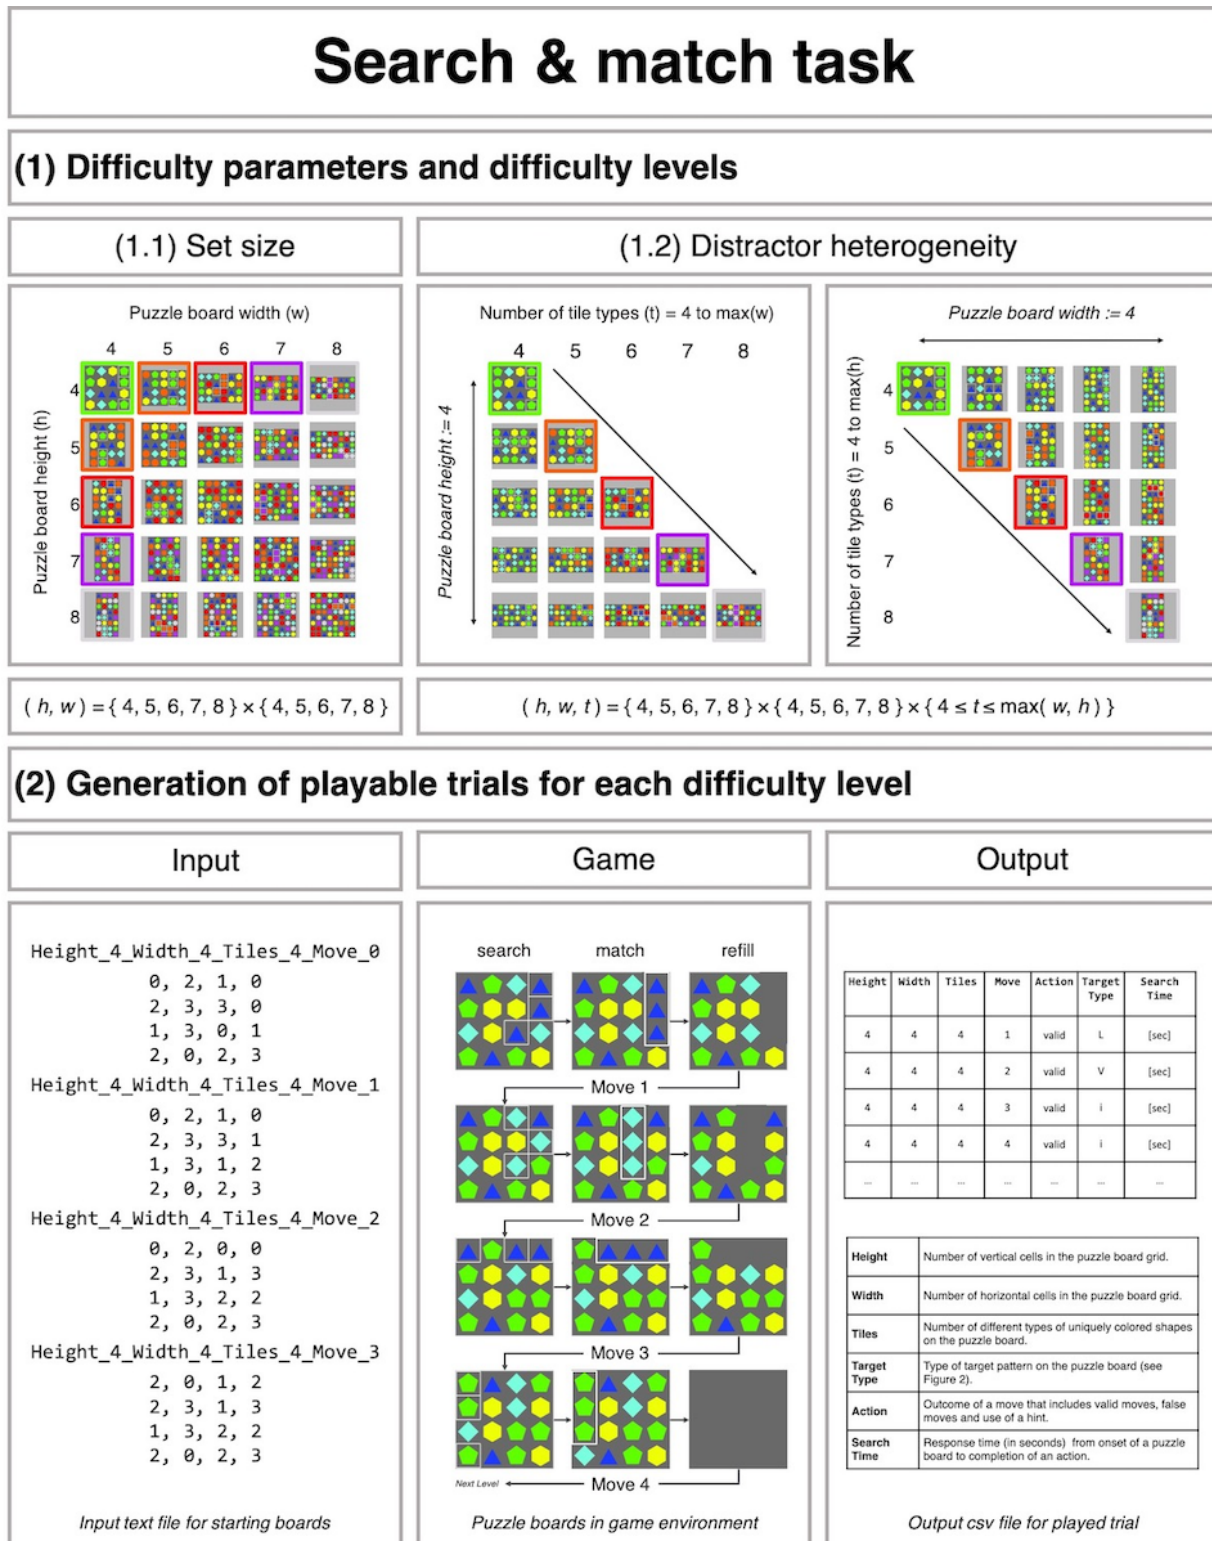 Search & match task
(1) Difficulty parameters and difficulty levels
(1.1) Set size
(1.2) Distractor heterogeneity
Puzzle board width (w)
4 5 6 7 8
Puzzle board height (h)
4
5
6
7
8
Number of tile types (t) = 4 to max(w)
4 5 6 7 8
Puzzle board height := 4
Puzzle board width := 4
Number of tile types (t) = 4 to max(h)
4
5
6
7
8
( h, w ) = { 4, 5, 6, 7, 8 } × { 4, 5, 6, 7, 8 }
( h, w, t ) = { 4, 5, 6, 7, 8 } × { 4, 5, 6, 7, 8 } × { 4 ≤ t ≤ max( w, h ) }
(2) Generation of playable trials for each difficulty level
Input
Game
Output
Height_4_Width_4_Tiles_4_Move_0
0, 2, 1, 0
2, 3, 3, 0
1, 3, 0, 1
2, 0, 2, 3
Height_4_Width_4_Tiles_4_Move_1
0, 2, 1, 0
2, 3, 3, 1
1, 3, 1, 2
2, 0, 2, 3
Height_4_Width_4_Tiles_4_Move_2
0, 2, 0, 0
2, 3, 1, 3
1, 3, 2, 2
2, 0, 2, 3
Height_4_Width_4_Tiles_4_Move_3
2, 0, 1, 2
2, 3, 1, 3
1, 3, 2, 2
2, 0, 2, 3
Input text file for starting boards
search match refill
Move 1
Move 2
Move 3
Move 4
Next Level
Puzzle boards in game environment
Height Width Tiles Move Action Target Type Search Time
4 4 4 1 valid L [sec]
4 4 4 2 valid V [sec]
4 4 4 3 valid i [sec]
4 4 4 4 valid i [sec]
... ... ... ... ... ... ...
Height Number of vertical cells in the puzzle board grid.
Width Number of horizontal cells in the puzzle board grid.
Tiles Number of different types of uniquely colored shapes
on the puzzle board.
Target Type Type of target pattern on the puzzle board (see
Figure 2).
Action Outcome of a move that includes valid moves, false
moves and use of a hint.
Search Time Response time (in seconds) from onset of a puzzle
board to completion of an action.
Output csv file for played trial